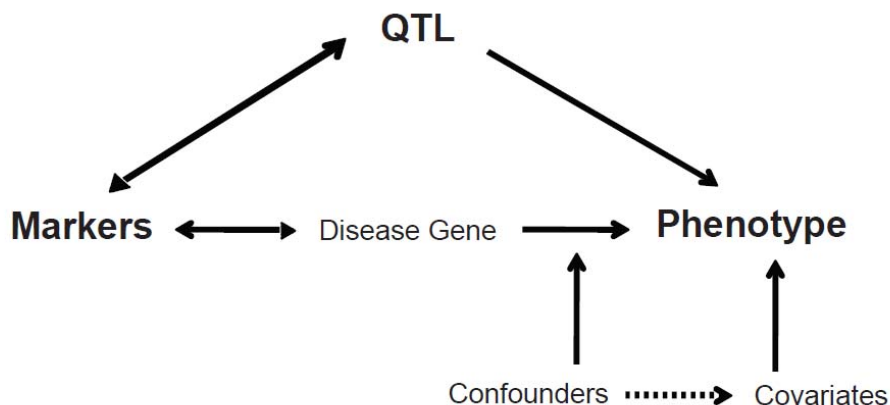 QTL
Markers
Disease Gene
Phenotype
Confounders
Covariates